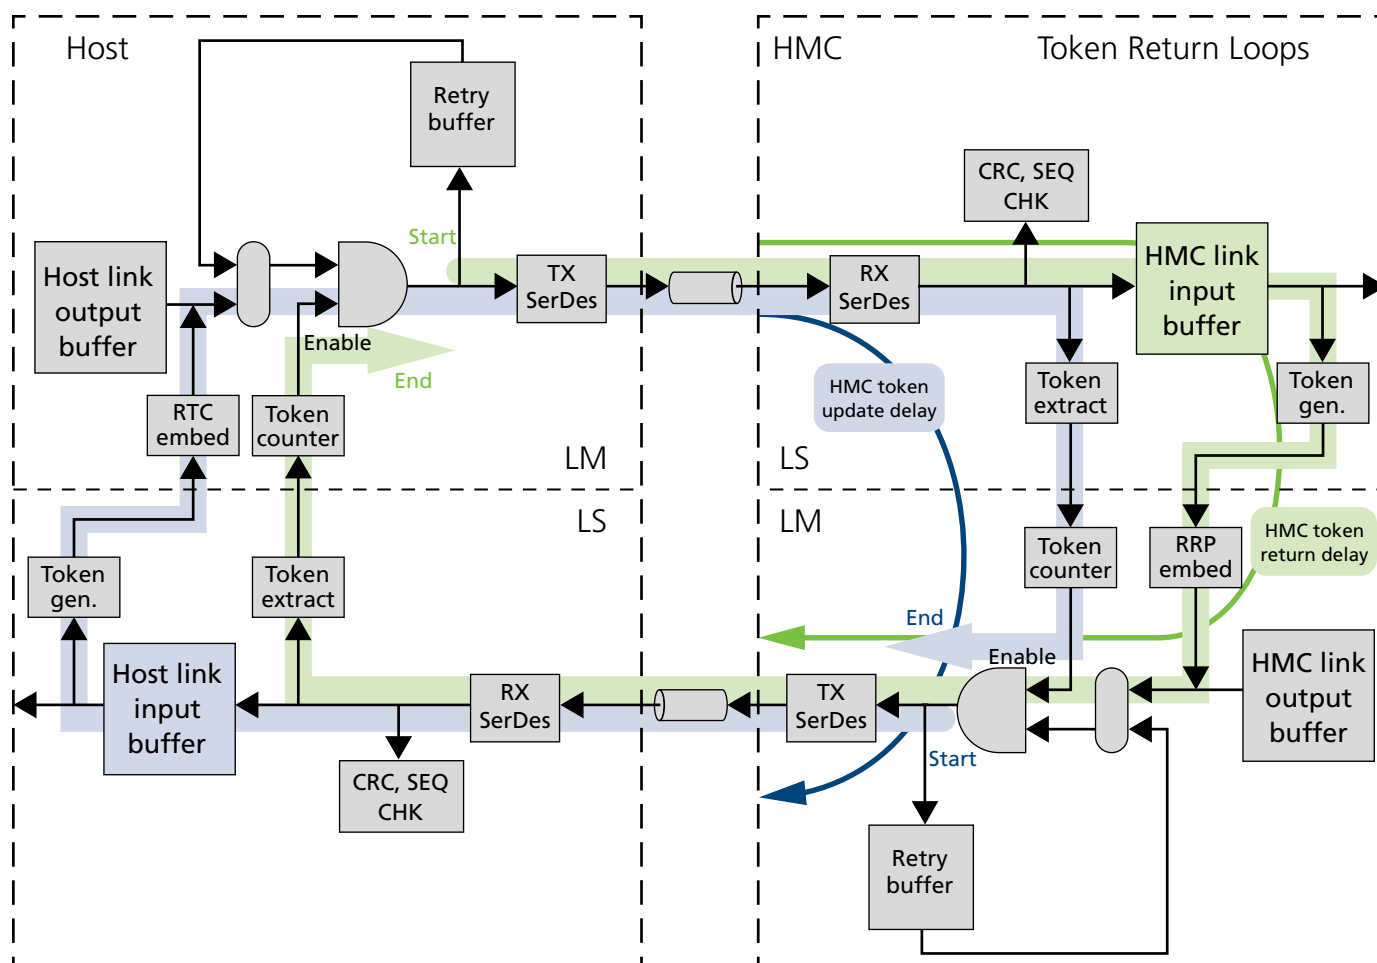 Host
HMC
Token Return Loops
Retry
buffer
CRC, SEQ
CHK
Start
Host link
output
buffer
TX
SerDes
RX
SerDes
HMC link
input
buffer
Enable
End
HMC token
update delay
Token
extract
Token
gen.
RTC
embed
Token
counter
LM
LS
LS
LM
Token
gen.
Token
extract
Token
counter
RRP
embed
HMC token
return delay
End
Enable
Host link
input
buffer
RX
SerDes
TX
SerDes
HMC link
output
buffer
Start
CRC, SEQ
CHK
Retry
buffer